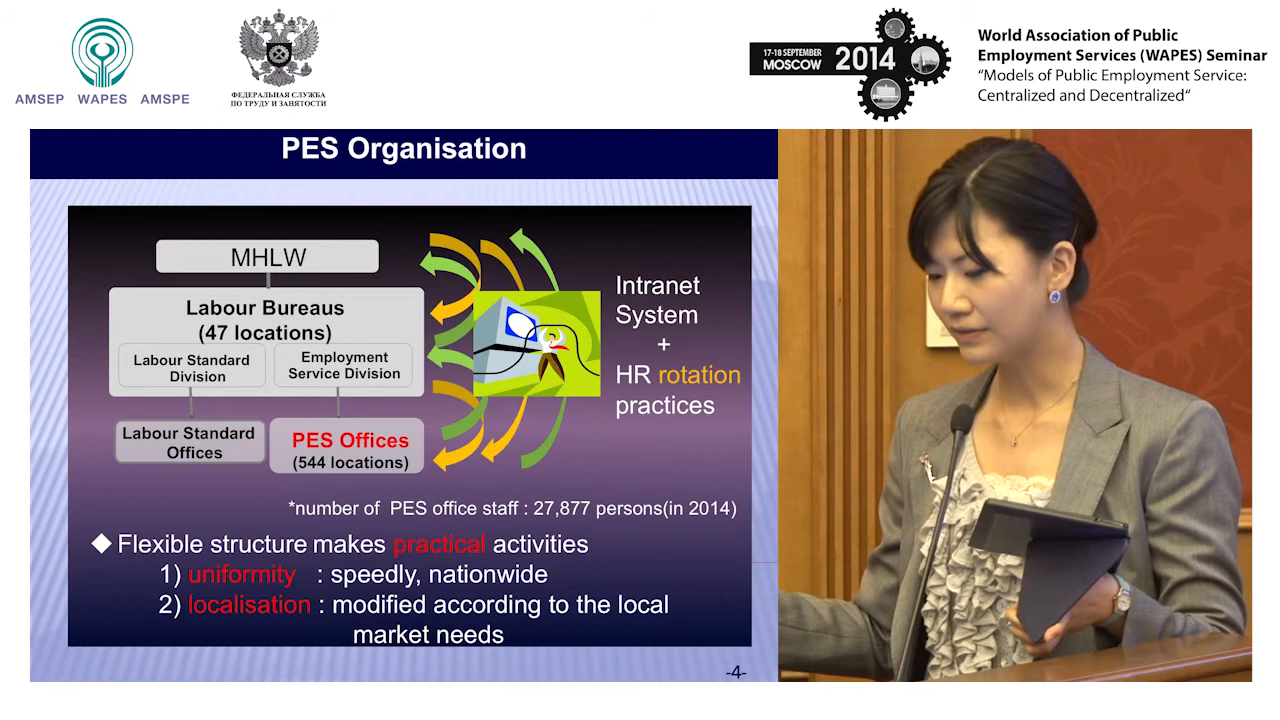 AMSEP WAPES AMSPE
ФЕДЕРАЛЬНАЯ СЛУЖБА
ПО ТРУДУ И ЗАНЯТОСТИ
17-18 SEPTEMBER
MOSCOW
2014
World Association of Public
Employment Services (WAPES) Seminar
“Models of Public Employment Service:
Centralized and Decentralized“
PES Organisation
MHLW
Labour Bureaus
(47 locations)
Labour Standard
Division
Employment
Service Division
Labour Standard
Offices
PES Offices
(544 locations)
Intranet
System
+
HR rotation
practices
*number of PES office staff : 27,877 persons(in 2014)
◆Flexible structure makes practical activities
1) uniformity : speedly, nationwide
2) localisation : modified according to the local
market needs
-4-